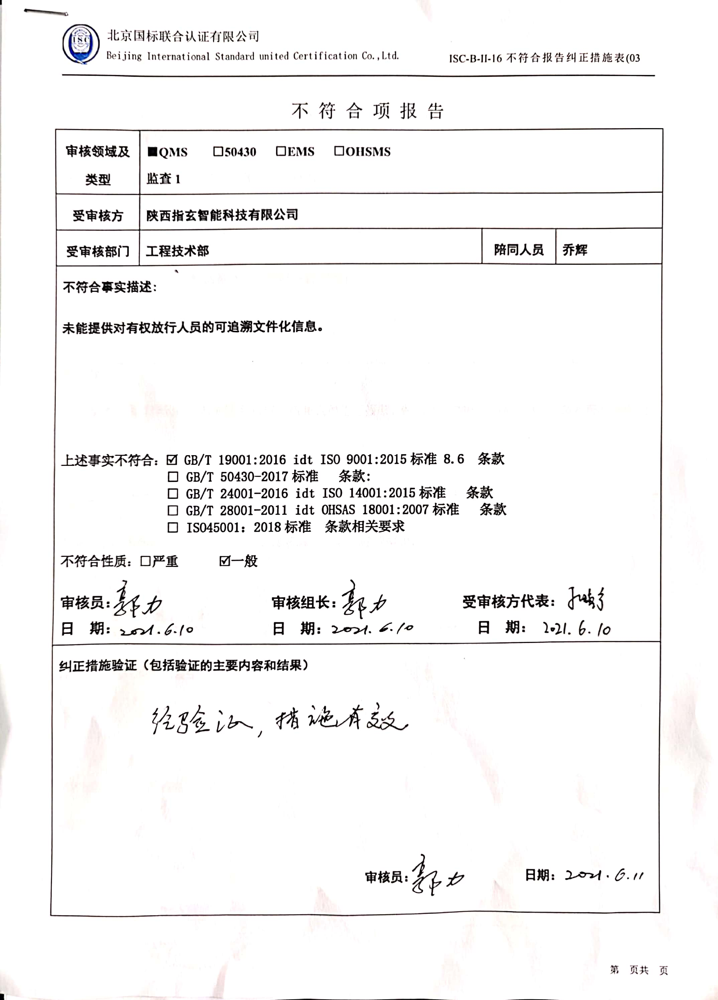 ISC
北京国标联合认证有限公司
Beijing International Standard united Certification Co.,Ltd.
ISC-B-II-16 不符合报告纠正措施表(03
不符合项报告
审核领域及类型
■QMS □50430 □EMS □OHSMS
监查 1
受审核方
陕西指玄智能科技有限公司
受审核部门 工程技术部 陪同人员 乔辉
不符合事实描述：
未能提供对有权放行人员的可追溯文件化信息。
上述事实不符合：☑ GB/T 19001:2016 idt ISO 9001:2015 标准 8.6 条款
□ GB/T 50430-2017 标准 条款：
□ GB/T 24001-2016 idt ISO 14001:2015 标准 条款
□ GB/T 28001-2011 idt OHSAS 18001:2007 标准 条款
□ ISO45001：2018 标准 条款相关要求
不符合性质：□严重 ☑一般
审核员：郭力 审核组长：郭力 受审核方代表：
日 期：2021.6.10 日 期：2021.6.10 日 期：2021.6.10
纠正措施验证（包括验证的主要内容和结果）
经验证，措施有效
审核员：郭力 日期：2021.6.11
第 页共 页